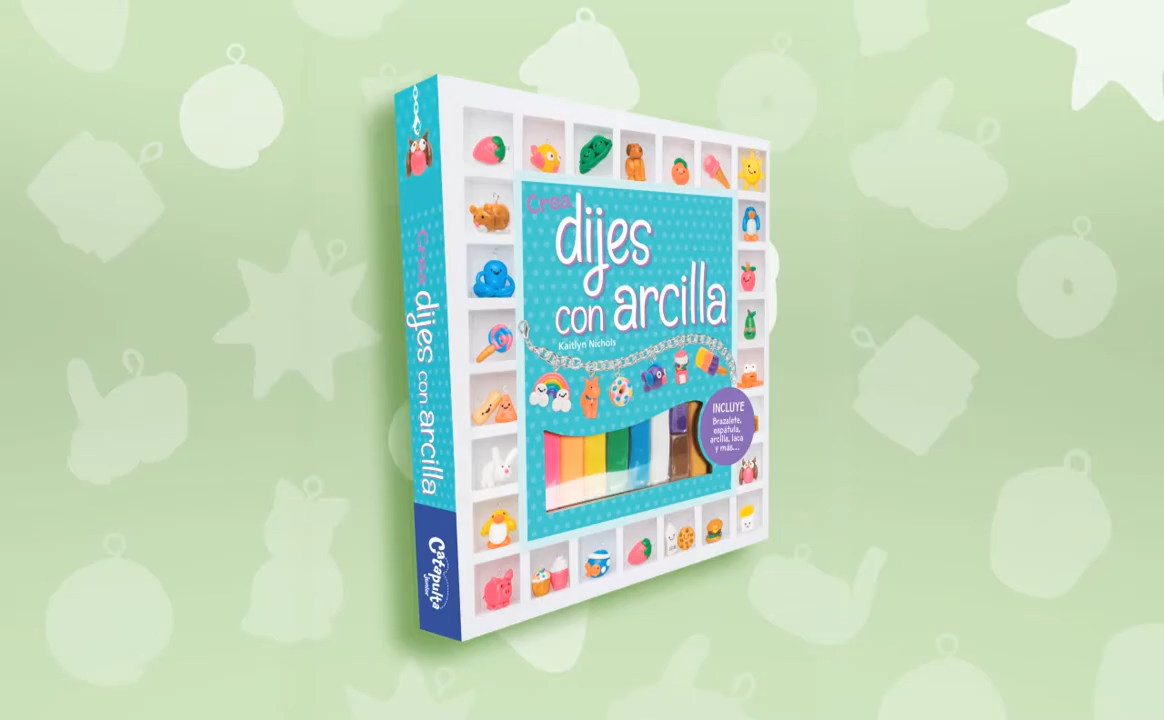 Crea
dijes
con arcilla
Kaitlyn Nichols
INCLUYE
Brazalete,
espátula,
arcilla, laca
y más...
Crea dijes con arcilla
Catapulta
junior